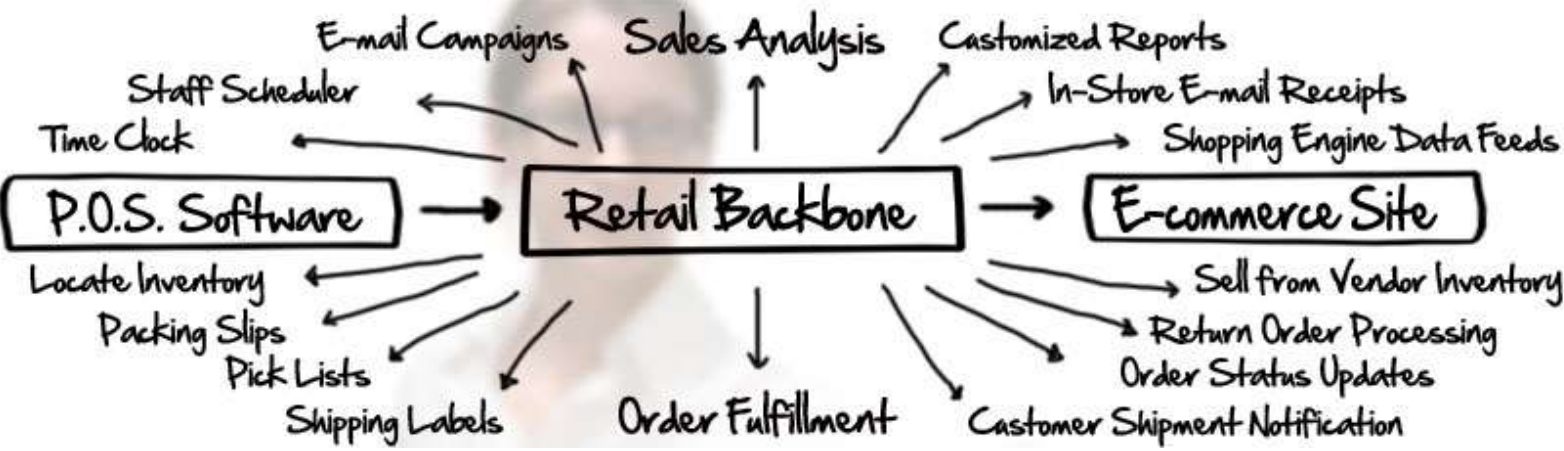 E-mail Campaigns Sales Analysis Customized Reports
Staff Scheduler In-Store E-mail Receipts
Time Clock Shopping Engine Data Feeds
P.O.S. Software Retail Backbone E-commerce Site
Locate Inventory Sell from Vendor Inventory
Packing Slips Return Order Processing
Pick Lists Order Status Updates
Shipping Labels Order Fulfillment Customer Shipment Notification